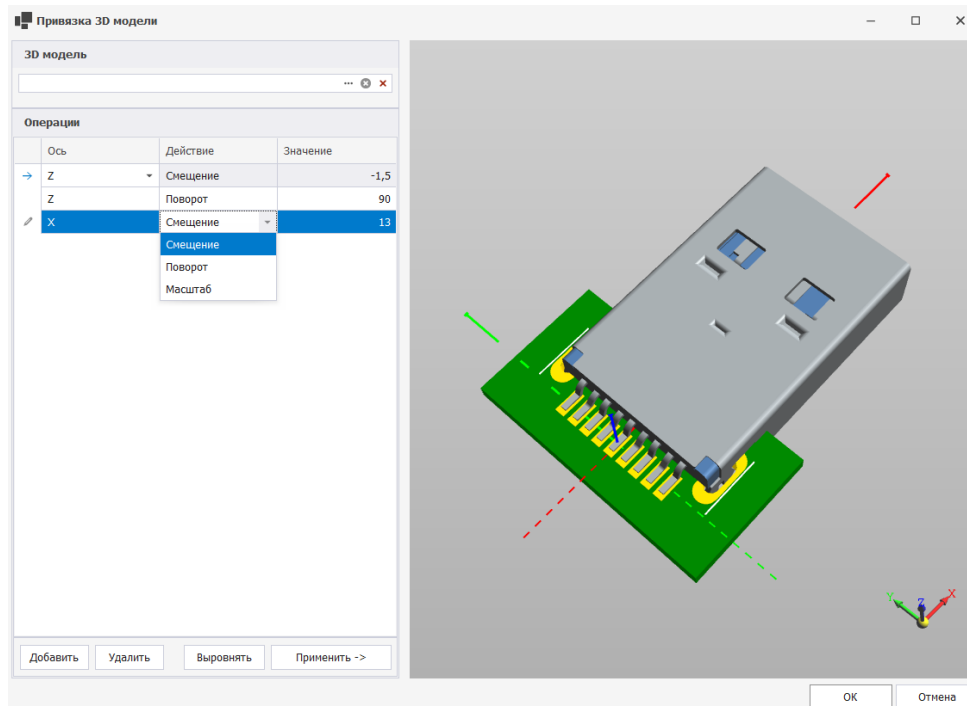 Привязка 3D модели
3D модель
Операции
Ось Действие Значение
Z Смещение -1,5
Z Поворот 90
X Смещение 13
Смещение
Поворот
Масштаб
Добавить Удалить Выровнять Применить ->
Y Z X
ОК Отмена